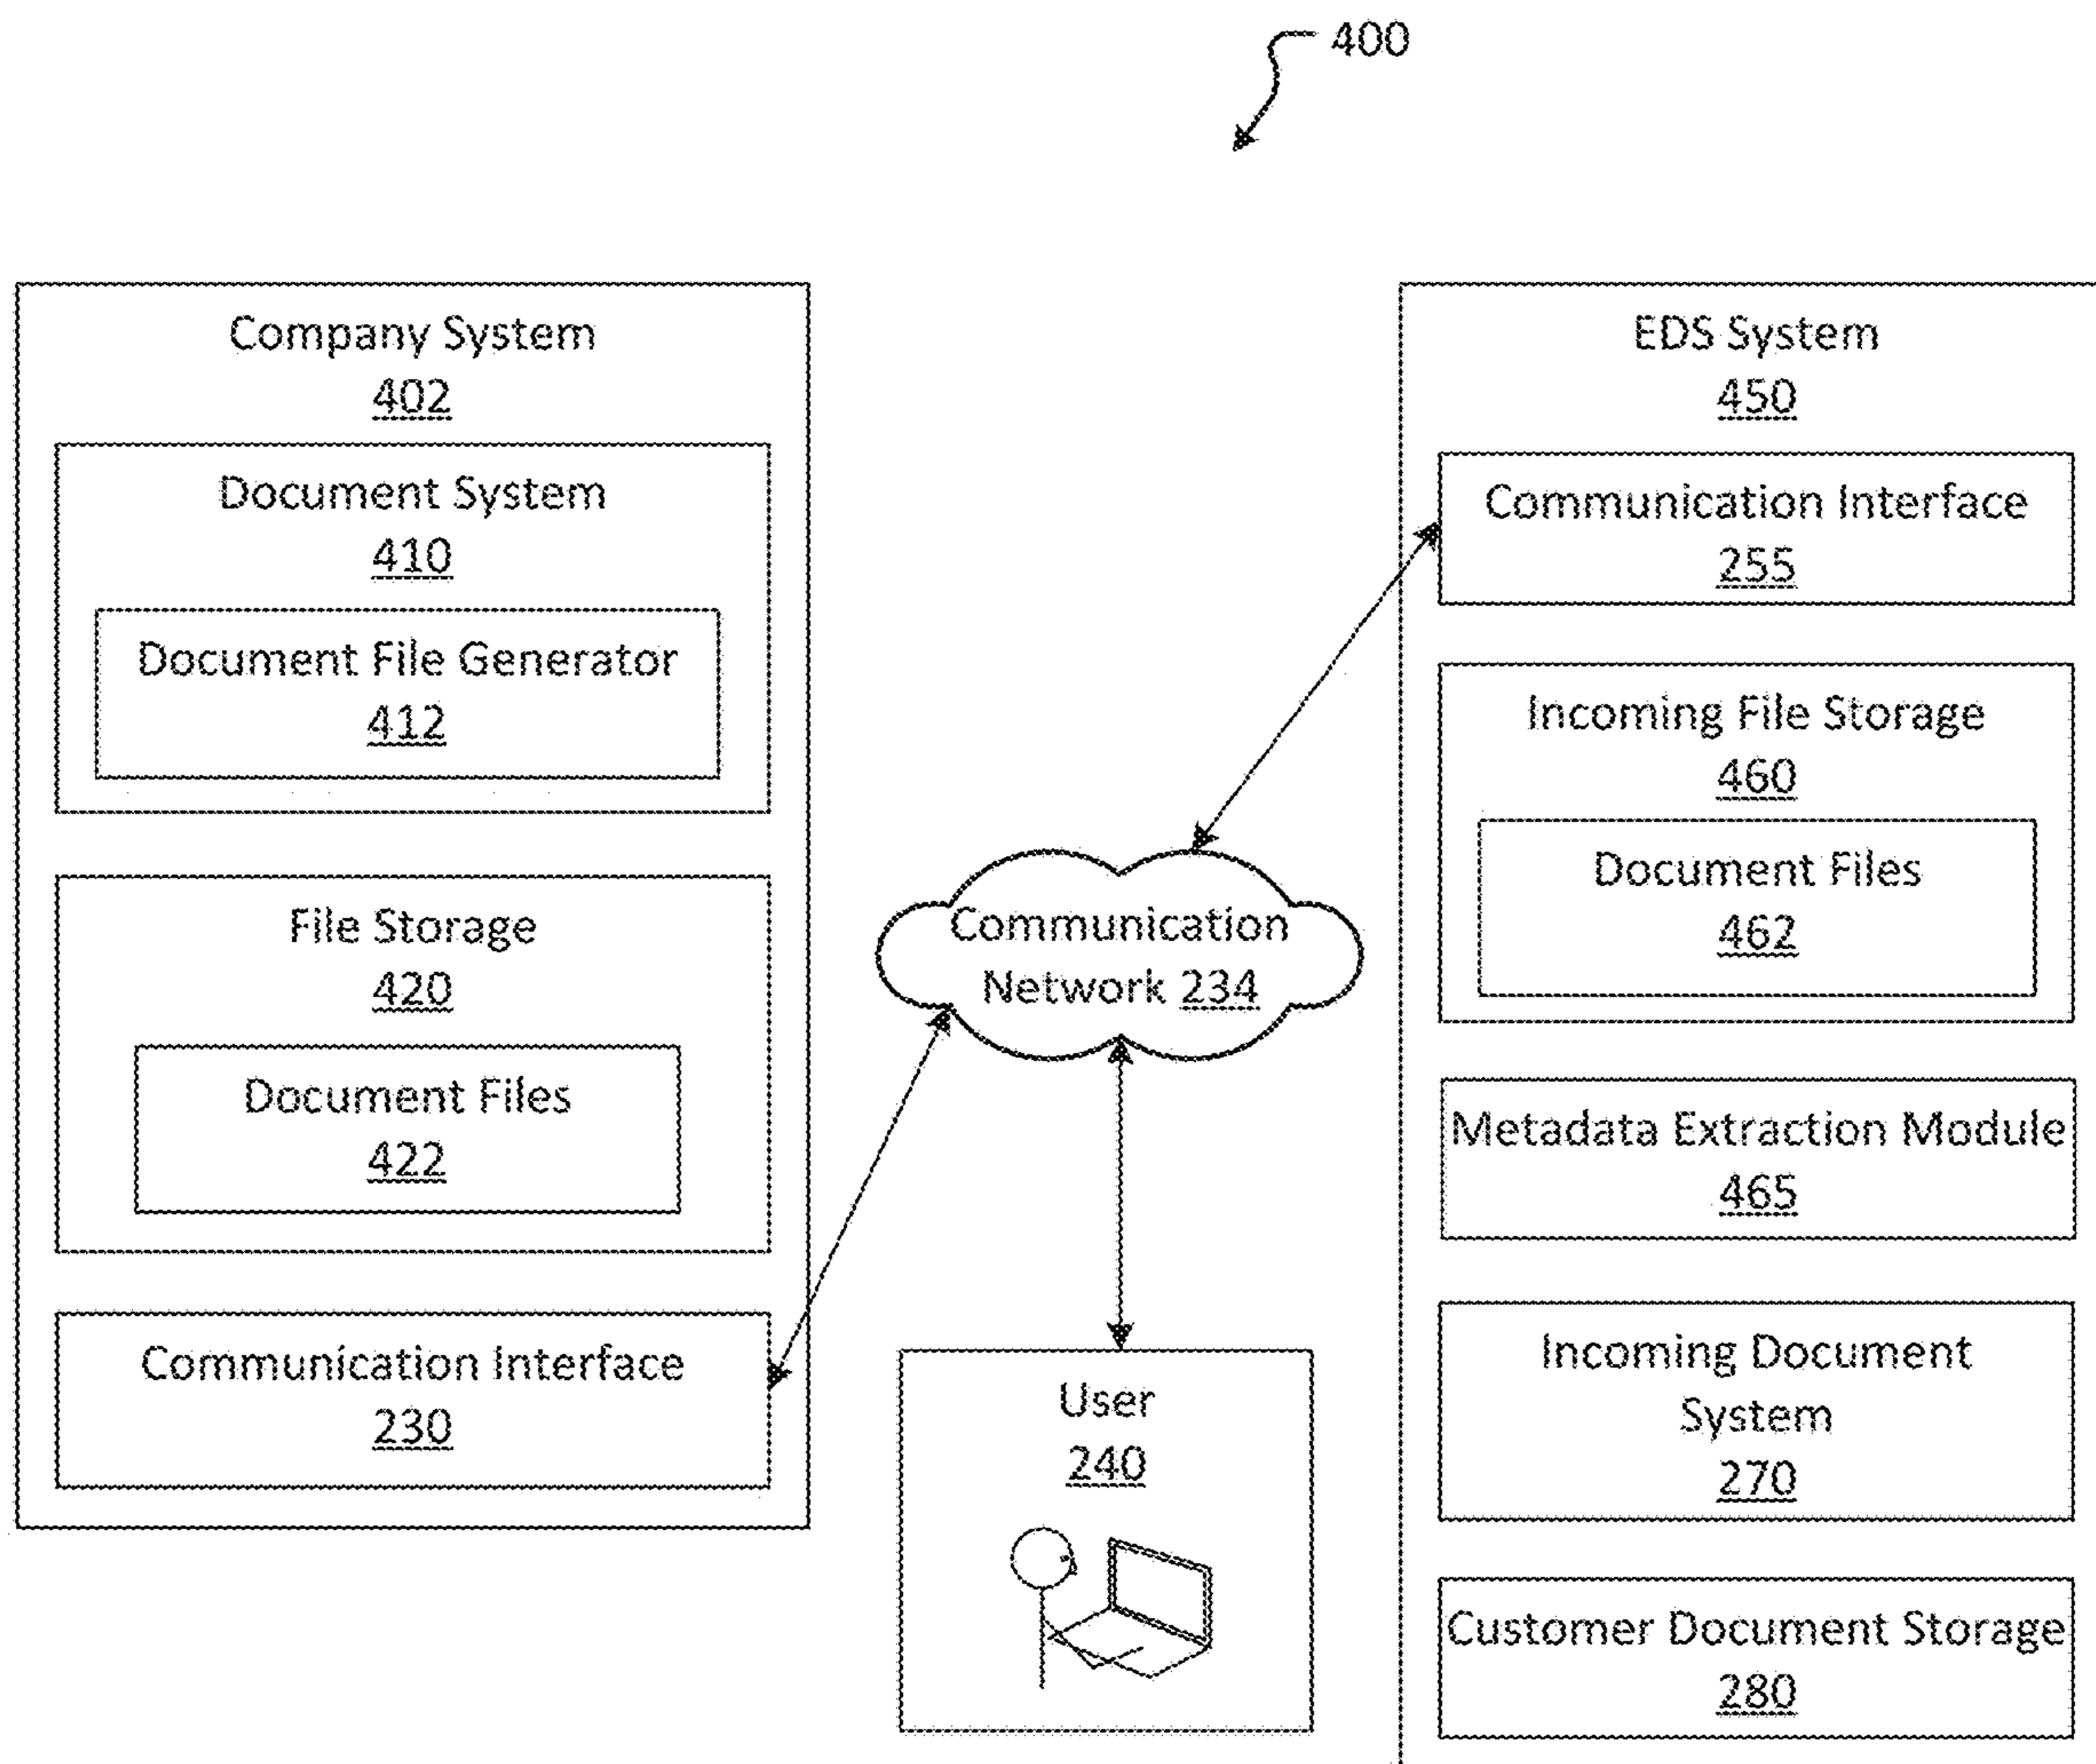 400
Company System
402
Document System
410
Document File Generator
412
File Storage
420
Document Files
422
Communication Interface
230
Communication
Network 234
User
240
EDS System
450
Communication Interface
255
Incoming File Storage
460
Document Files
462
Metadata Extraction Module
465
Incoming Document
System
270
Customer Document Storage
280